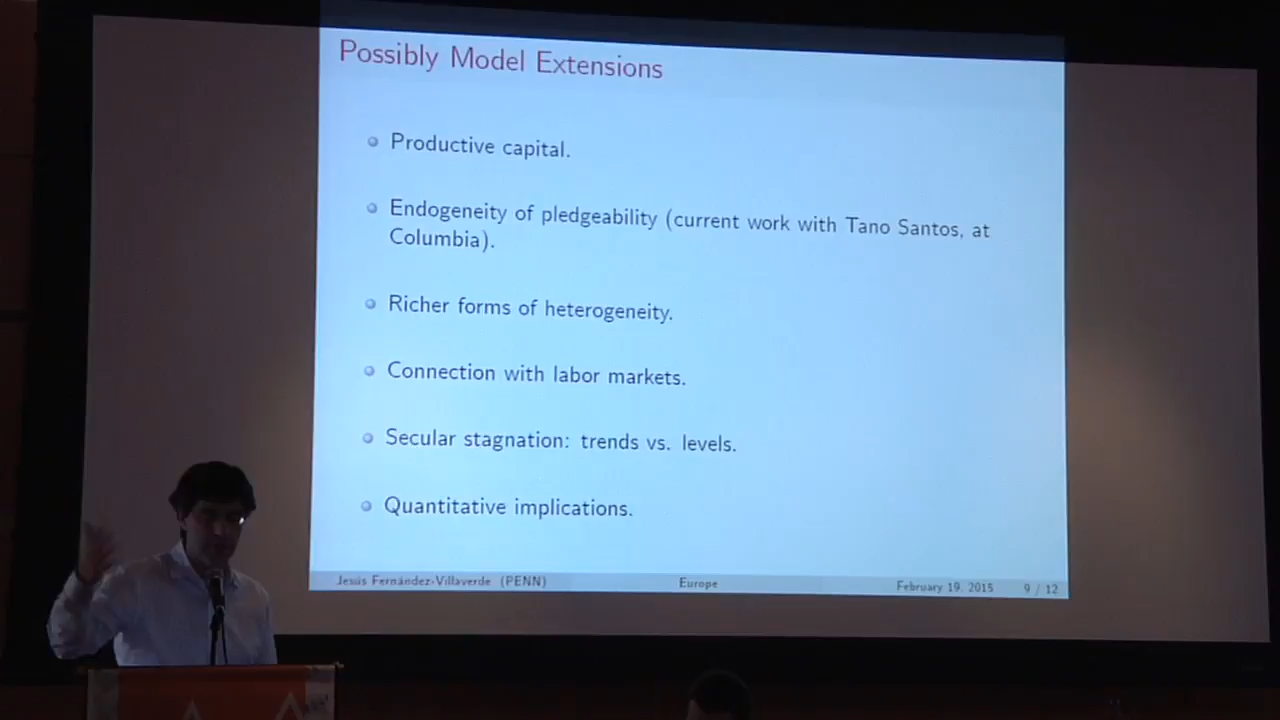 Possibly Model Extensions
Productive capital.
Endogeneity of pledgeability (current work with Tano Santos, at
Columbia).
Richer forms of heterogeneity.
Connection with labor markets.
Secular stagnation: trends vs. levels.
Quantitative implications.
Jesús Fernández-Villaverde (PENN) Europe February 19, 2015 9 / 12